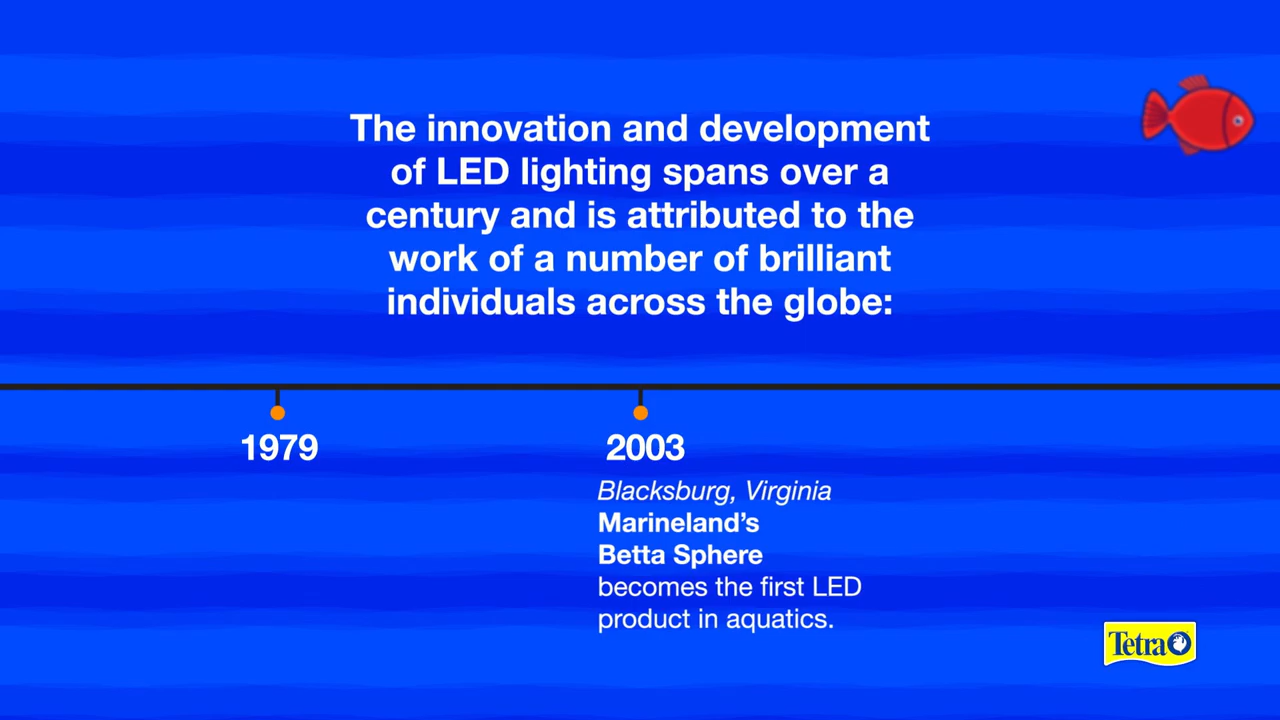 The innovation and development
of LED lighting spans over a
century and is attributed to the
work of a number of brilliant
individuals across the globe:
1979
2003
Blacksburg, Virginia
Marineland’s
Betta Sphere
becomes the first LED
product in aquatics.
Tetra